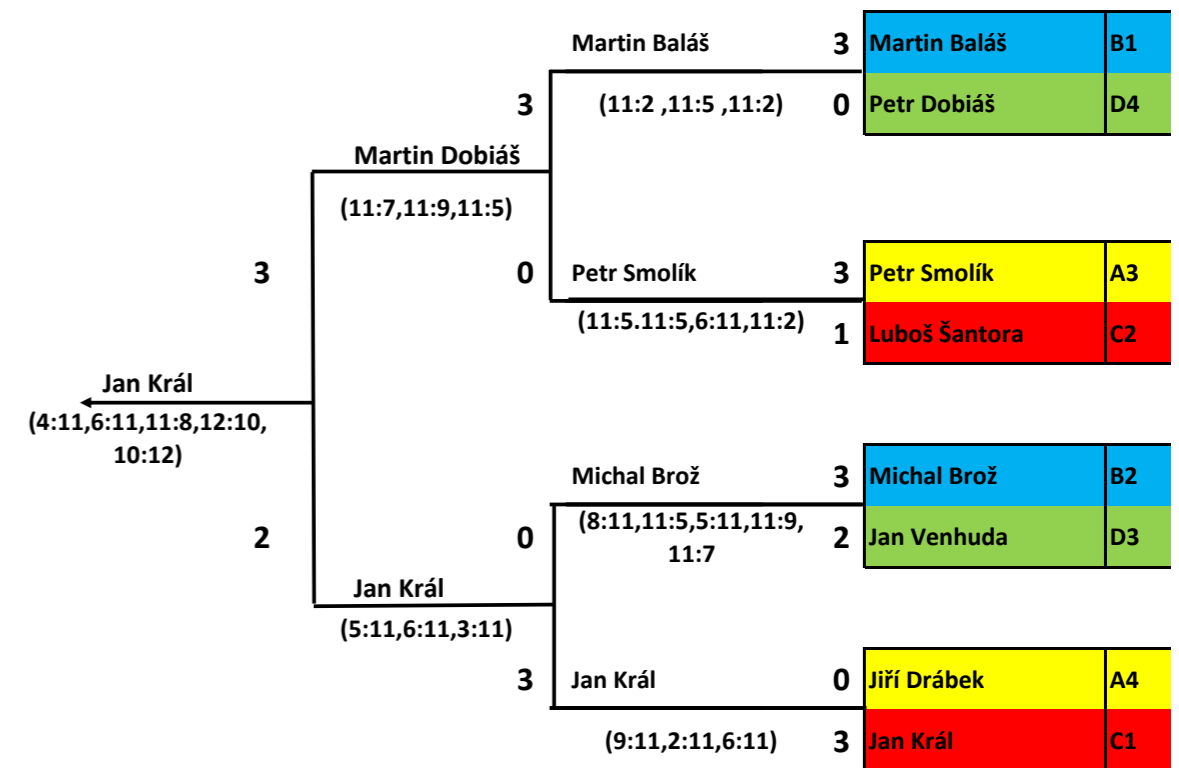 Martin Baláš 3 Martin Baláš B1
3 (11:2 ,11:5 ,11:2) 0 Petr Dobiáš D4
Martin Dobiáš
(11:7,11:9,11:5)
3 0 Petr Smolík 3 Petr Smolík A3
(11:5.11:5,6:11,11:2) 1 Luboš Šantora C2
Jan Král
(4:11,6:11,11:8,12:10,
10:12)
Michal Brož 3 Michal Brož B2
2 0 (8:11,11:5,5:11,11:9, 2 Jan Venhuda D3
11:7
Jan Král
(5:11,6:11,3:11)
3 Jan Král 0 Jiří Drábek A4
(9:11,2:11,6:11) 3 Jan Král C1